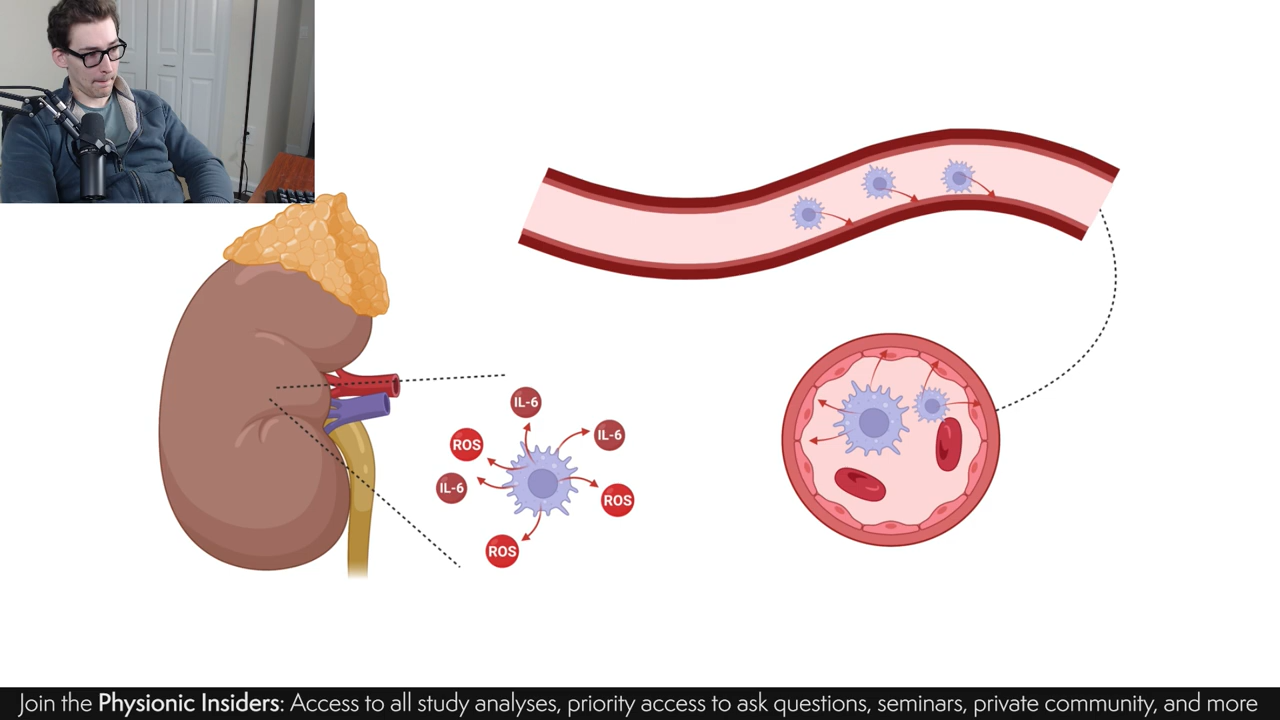 IL-6
IL-6
ROS
IL-6
ROS
ROS
Join the Physionic Insiders: Access to all study analyses, priority access to ask questions, seminars, private community, and more